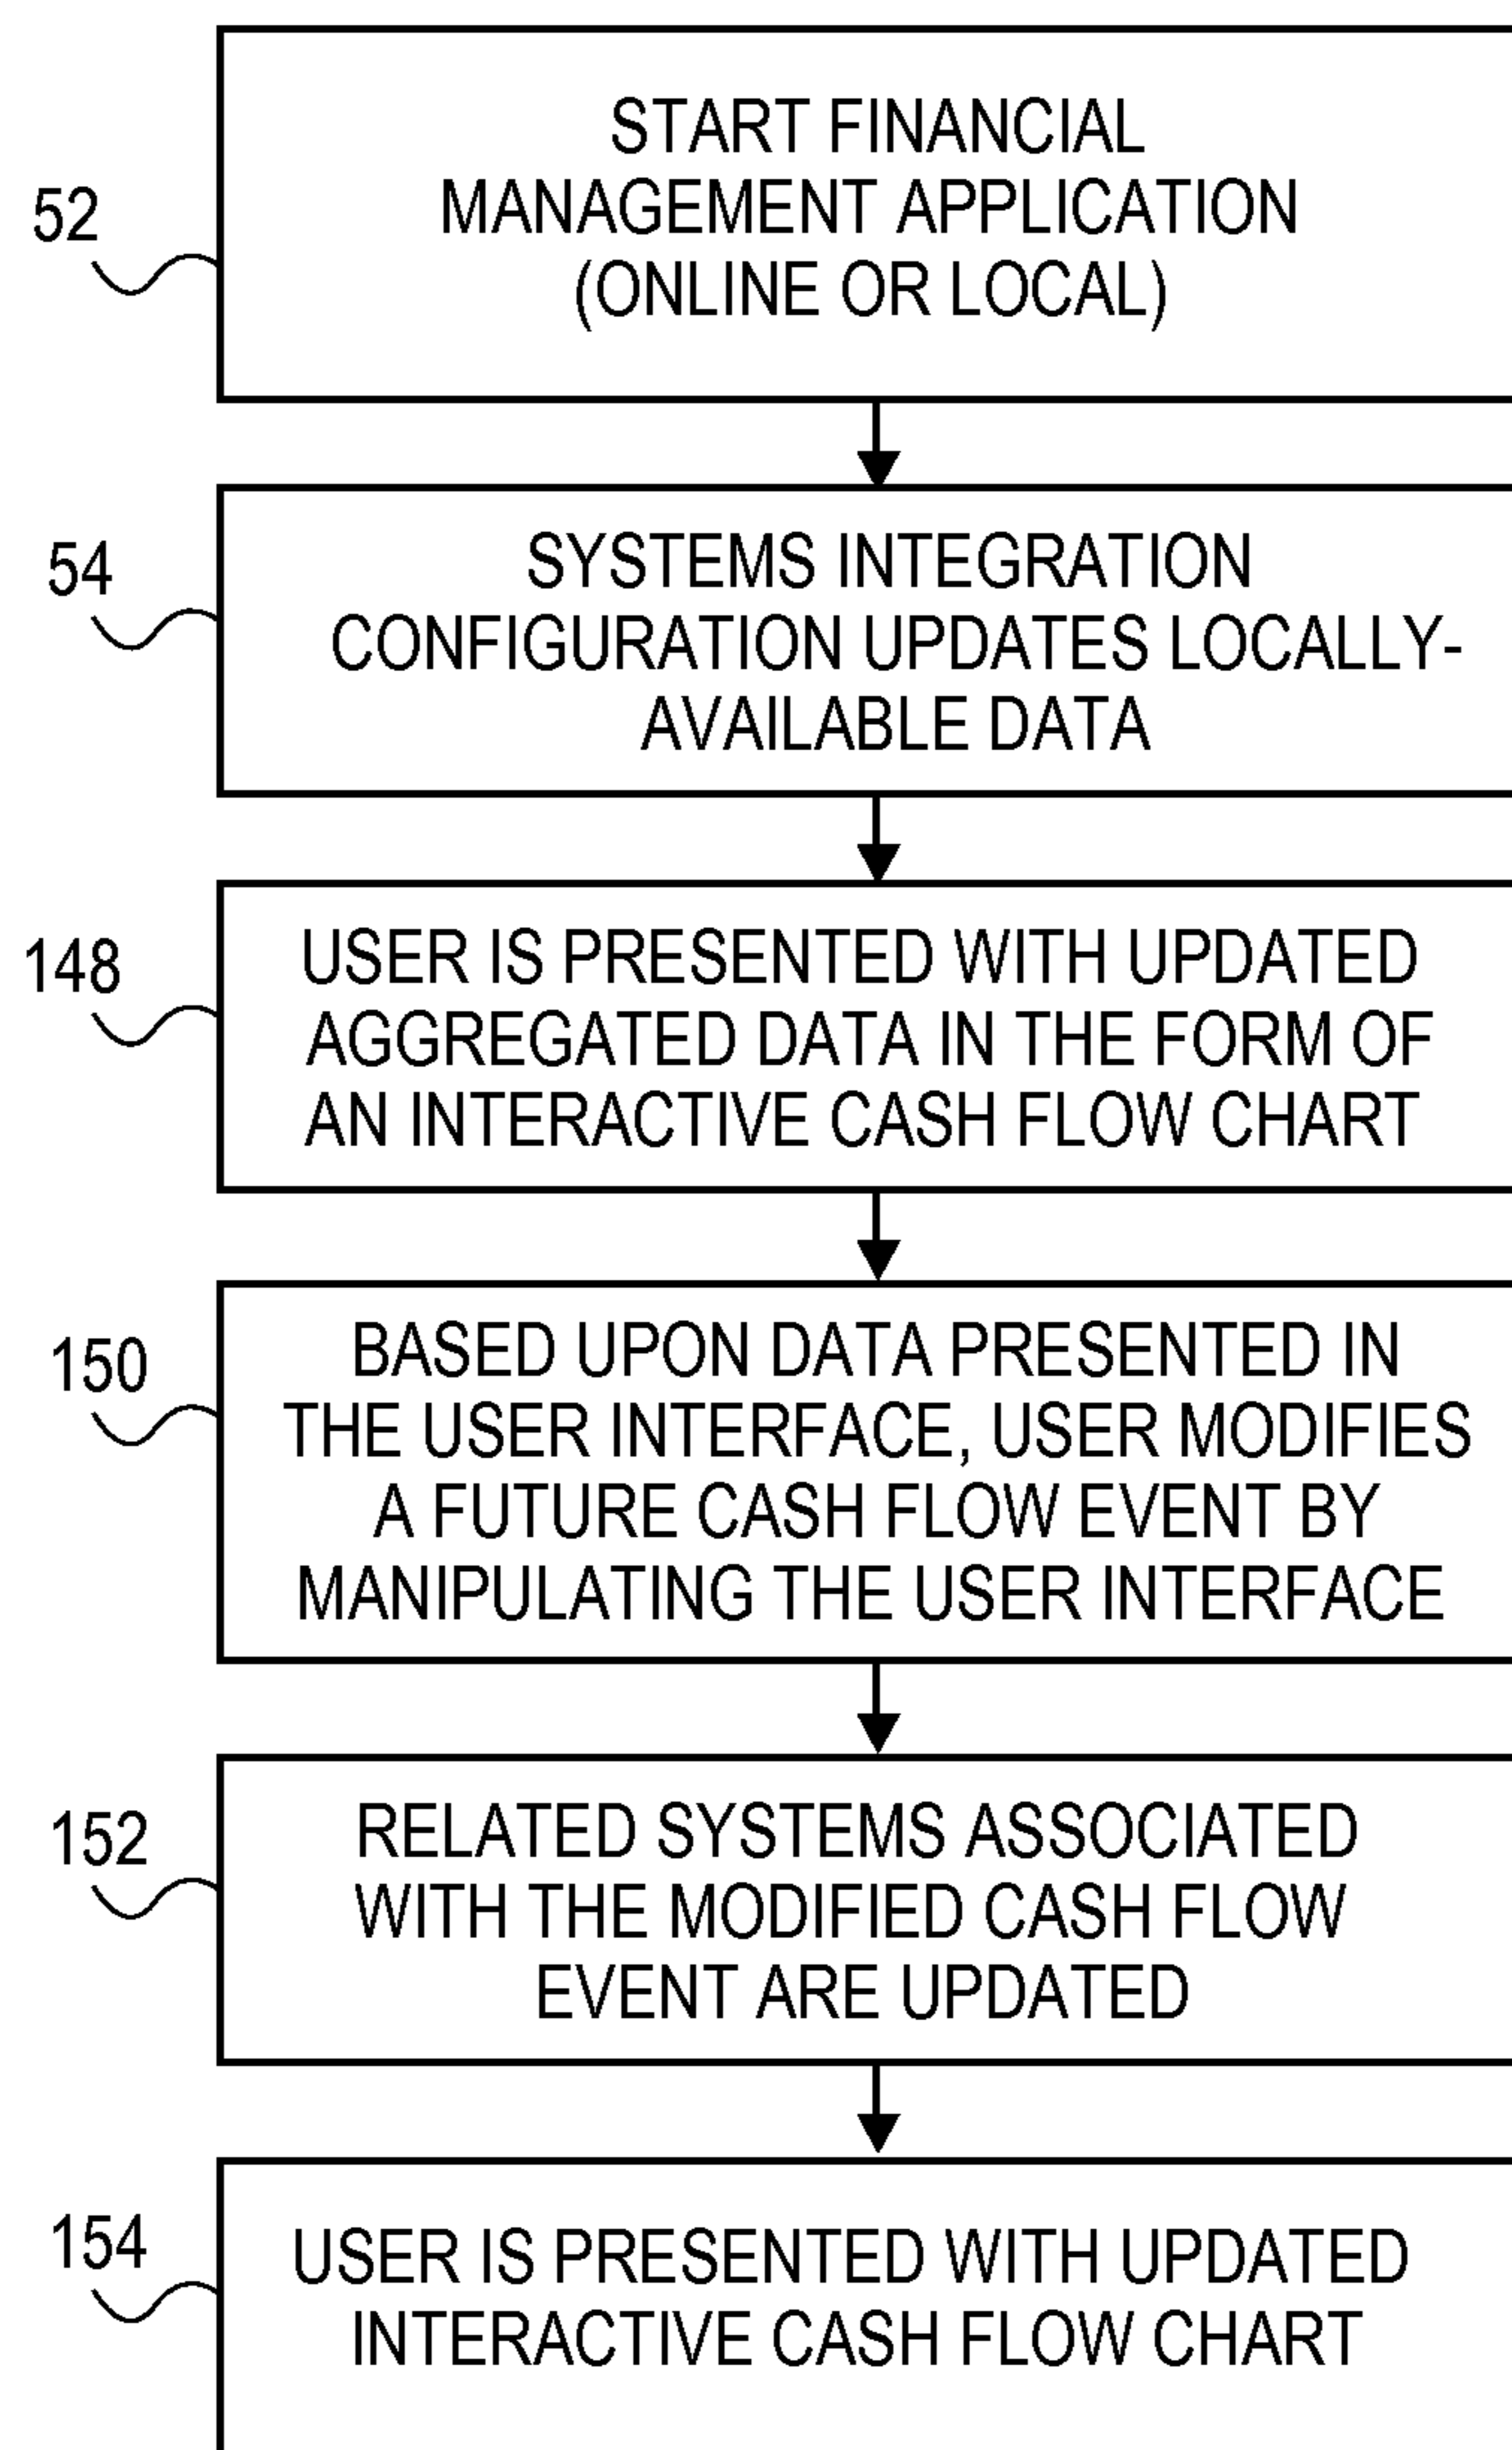 START FINANCIAL
MANAGEMENT APPLICATION
(ONLINE OR LOCAL)
52
SYSTEMS INTEGRATION
CONFIGURATION UPDATES LOCALLY-
AVAILABLE DATA
54
USER IS PRESENTED WITH UPDATED
AGGREGATED DATA IN THE FORM OF
AN INTERACTIVE CASH FLOW CHART
148
BASED UPON DATA PRESENTED IN
THE USER INTERFACE, USER MODIFIES
A FUTURE CASH FLOW EVENT BY
MANIPULATING THE USER INTERFACE
150
RELATED SYSTEMS ASSOCIATED
WITH THE MODIFIED CASH FLOW
EVENT ARE UPDATED
152
USER IS PRESENTED WITH UPDATED
INTERACTIVE CASH FLOW CHART
154